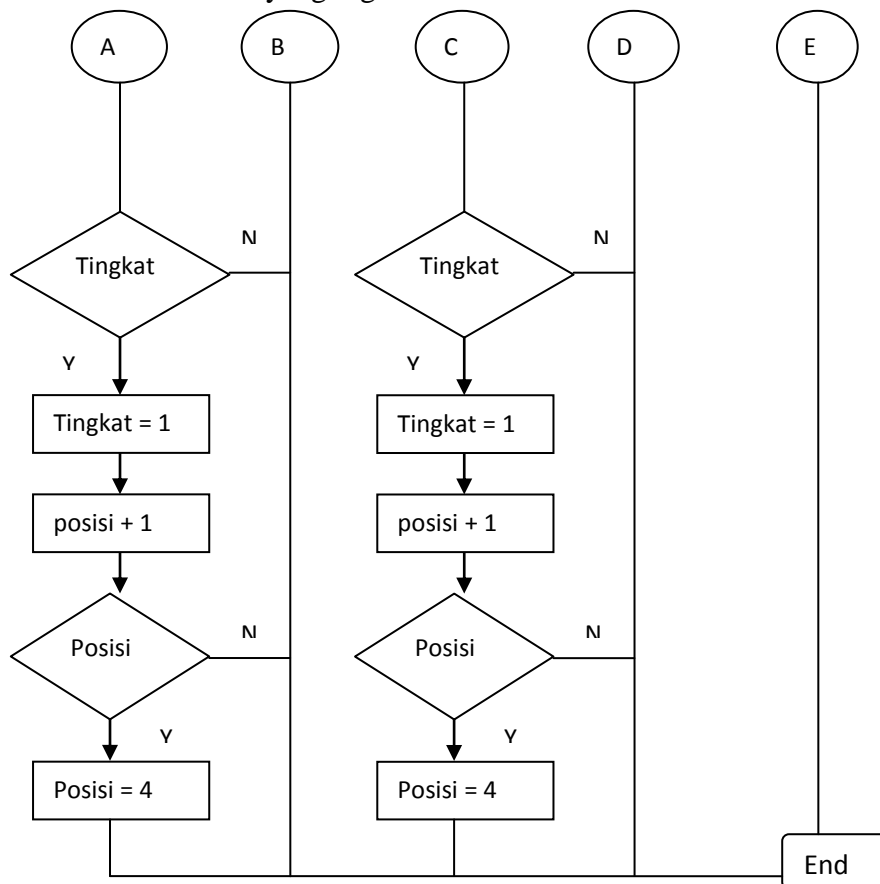 A B C D E
N N
Tingkat Tingkat
Y Y
Tingkat = 1 Tingkat = 1
posisi + 1 posisi + 1
N N
Posisi Posisi
Y Y
Posisi = 4 Posisi = 4
End